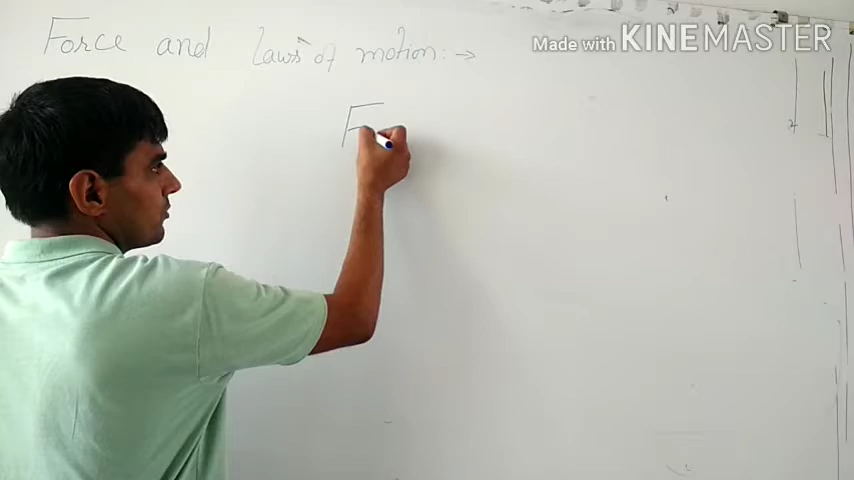 Made with KINEMASTER
Force and laws of motion :- →
F